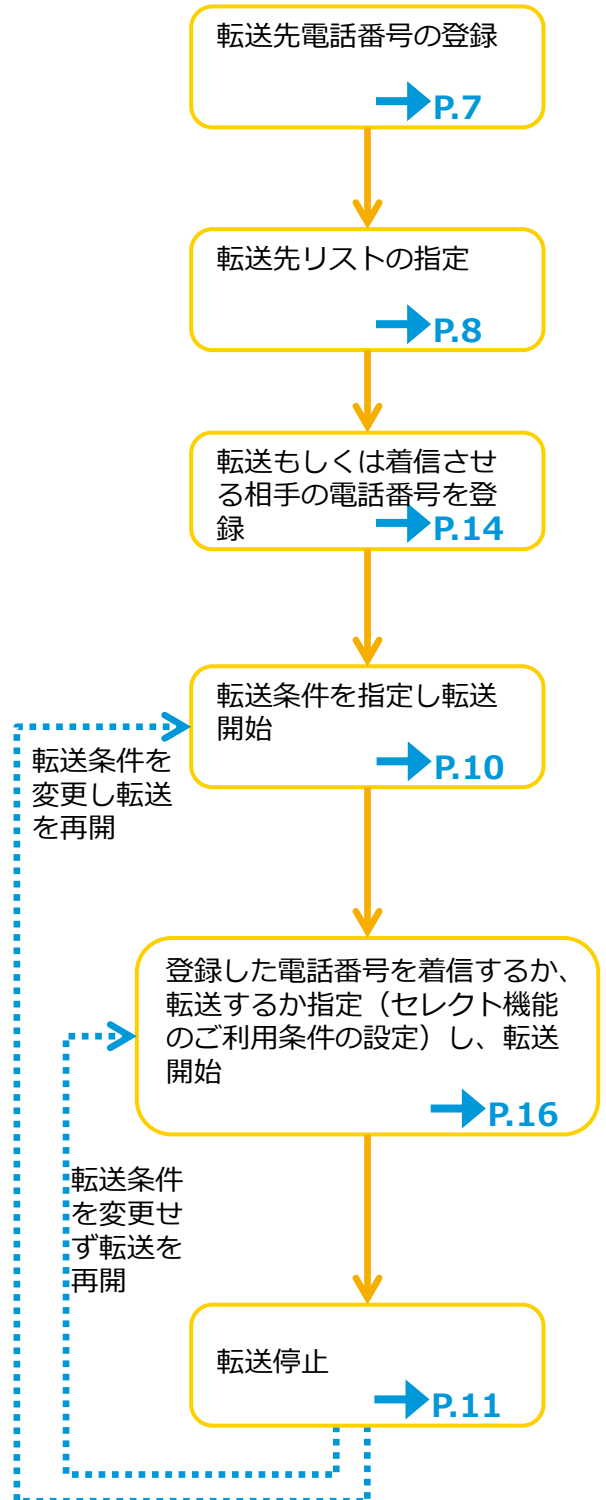 転送先電話番号の登録
P.7
転送先リストの指定
P.8
転送もしくは着信させ
る相手の電話番号を登
録
P.14
転送条件を指定し転送
開始
P.10
転送条件を
変更し転送
を再開
登録した電話番号を着信するか、
転送するか指定（セレクト機能
のご利用条件の設定）し、転送
開始
P.16
転送条件
を変更せ
ず転送を
再開
転送停止
P.11